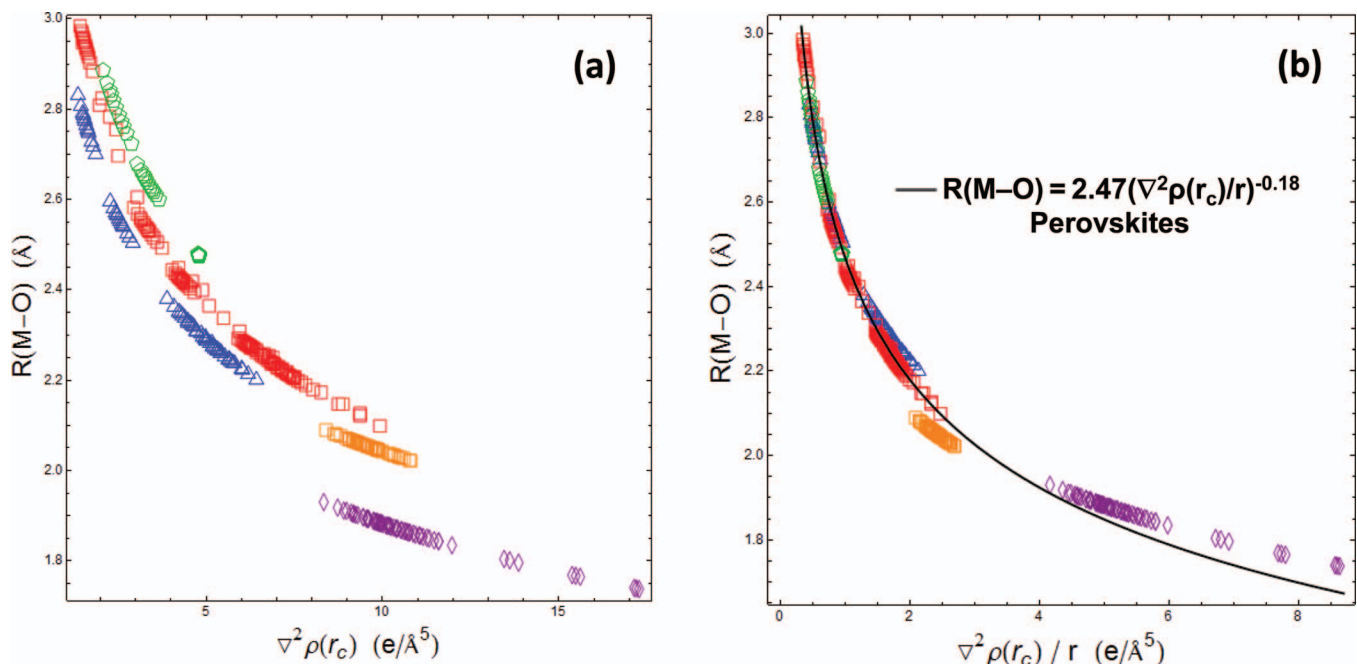 (a)
3.0
2.8
2.6
2.4
2.2
2.0
1.8
R(M–O) (Å)
5 10 15
∇²ρ(r_c) (e/Å⁵)
(b)
3.0
2.8
2.6
2.4
2.2
2.0
1.8
R(M–O) (Å)
R(M–O) = 2.47(∇²ρ(r_c)/r)^-0.18
Perovskites
0 2 4 6 8
∇²ρ(r_c) / r (e/Å⁵)